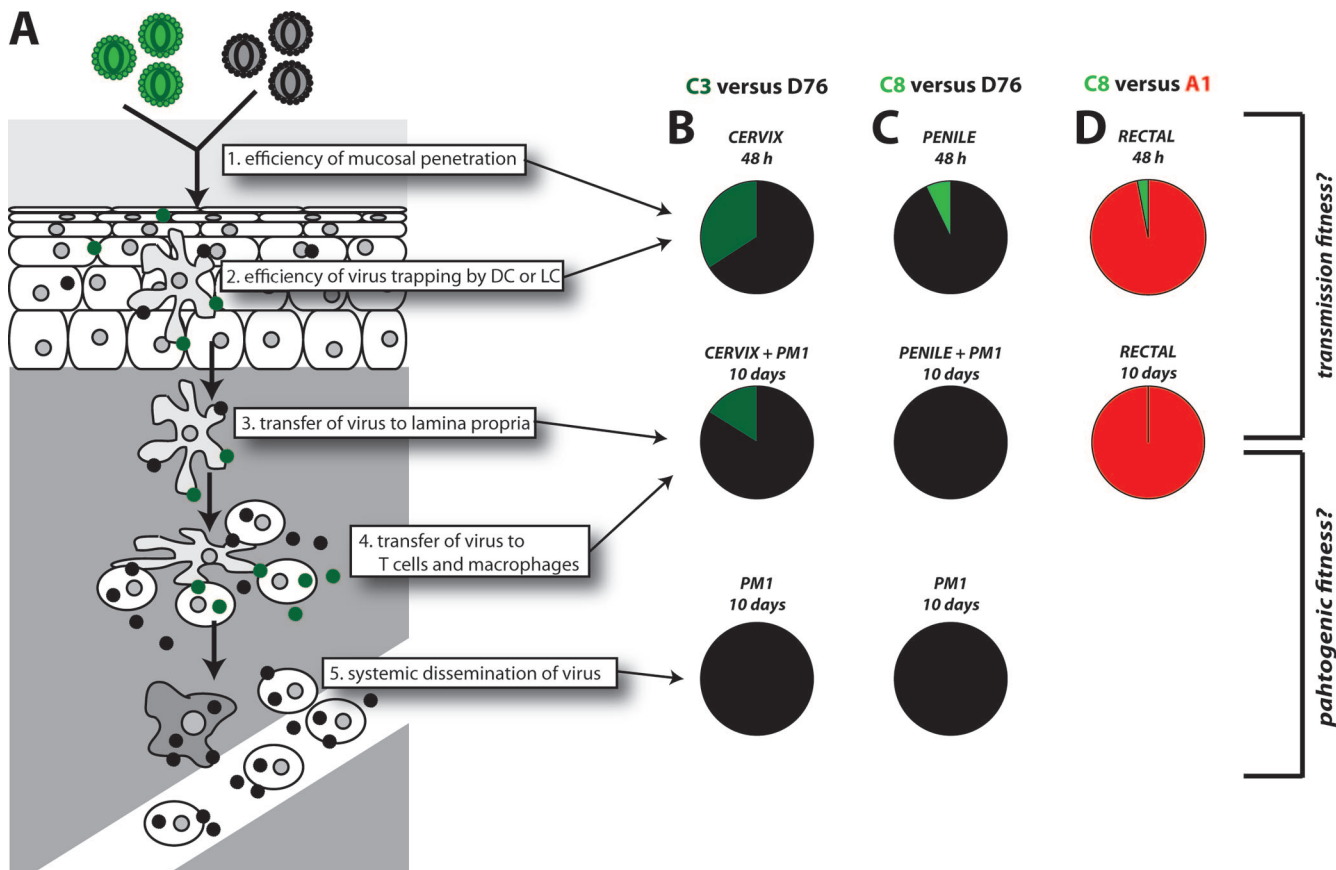 A
C3 versus D76
C8 versus D76
C8 versus A1
B
CERVIX
48 h
C
PENILE
48 h
D
RECTAL
48 h
1. efficiency of mucosal penetration
2. efficiency of virus trapping by DC or LC
transmission fitness?
CERVIX + PM1
10 days
PENILE + PM1
10 days
RECTAL
10 days
3. transfer of virus to lamina propria
4. transfer of virus to
T cells and macrophages
PM1
10 days
PM1
10 days
5. systemic dissemination of virus
pahtogenic fitness?